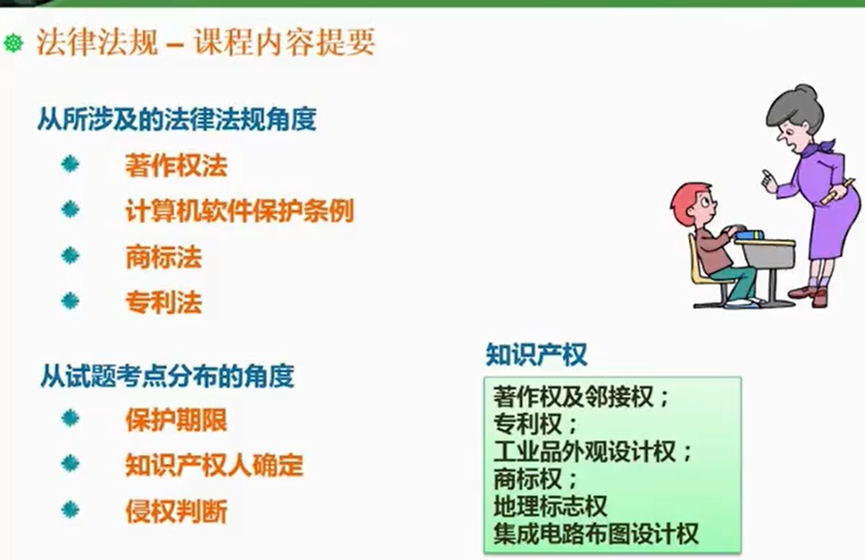 法律法规 – 课程内容提要
从所涉及的法律法规角度
著作权法
计算机软件保护条例
商标法
专利法
从试题考点分布的角度
保护期限
知识产权人确定
侵权判断
知识产权
著作权及邻接权；
专利权；
工业品外观设计权；
商标权；
地理标志权
集成电路布图设计权